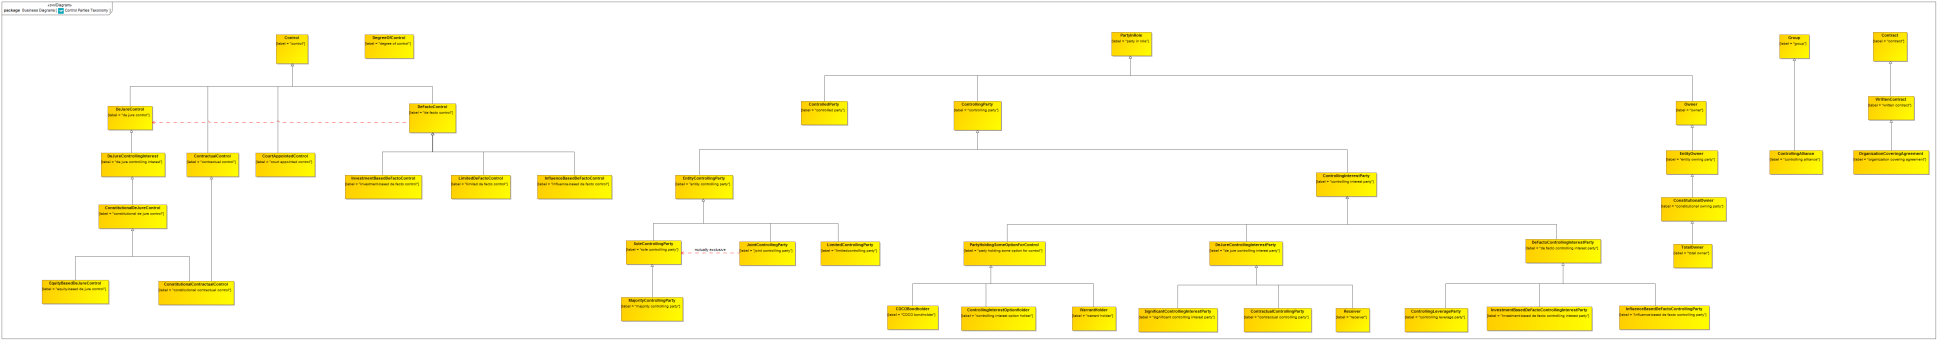 «owlDiagram»
package Business Diagrams [ Control Parties Taxonomy ]
Control
{label = "control"}
DegreeOfControl
{label = "degree of control"}
PartyInRole
{label = "party in role"}
Group
{label = "group"}
Contract
{label = "contract"}
DeJureControl
{label = "de jure control"}
DeFactoControl
{label = "de facto control"}
ControlledParty
{label = "controlled party"}
ControllingParty
{label = "controlling party"}
Owner
{label = "owner"}
WrittenContract
{label = "written contract"}
DeJureControllingInterest
{label = "de jure controlling interest"}
ContractualControl
{label = "contractual control"}
CourtAppointedControl
{label = "court appointed control"}
EntityOwner
{label = "entity owning party"}
ControllingAlliance
{label = "controlling alliance"}
OrganizationCoveringAgreement
{label = "organization covering agreement"}
InvestmentBasedDeFactoControl
{label = "investment-based de facto control"}
LimitedDeFactoControl
{label = "limited de facto control"}
InfluenceBasedDeFactoControl
{label = "influence-based de facto control"}
EntityControllingParty
{label = "entity controlling party"}
ControllingInterestParty
{label = "controlling interest party"}
ConstitutionalDeJureControl
{label = "constitutional de jure control"}
ConstitutionalOwner
{label = "constitutional owning party"}
SoleControllingParty
{label = "sole controlling party"}
mutually exclusive
JointControllingParty
{label = "joint controlling party"}
LimitedControllingParty
{label = "limitedcontrolling party"}
PartyHoldingSomeOptionForControl
{label = "party holding some option for control"}
DeJureControllingInterestParty
{label = "de jure controlling interest party"}
DeFactoControllingInterestParty
{label = "de facto controlling interest party"}
TotalOwner
{label = "total owner"}
EquityBasedDeJureControl
{label = "equity-based de jure control"}
ConstitutionalContractualControl
{label = "constitutional contractual control"}
MajorityControllingParty
{label = "majority controlling party"}
COCOBondholder
{label = "COCO bondholder"}
ControllingInterestOptionHolder
{label = "controlling interest option holder"}
WarrantHolder
{label = "warrant holder"}
SignificantControllingInterestParty
{label = "significant controlling interest party"}
ContractualControllingParty
{label = "contractual controlling party"}
Receiver
{label = "receiver"}
ControllingLeverageParty
{label = "controlling leverage party"}
InvestmentBasedDeFactoControllingInterestParty
{label = "investment-based de facto controlling interest party"}
InfluenceBasedDeFactoControllingParty
{label = "influence-based de facto controlling party"}